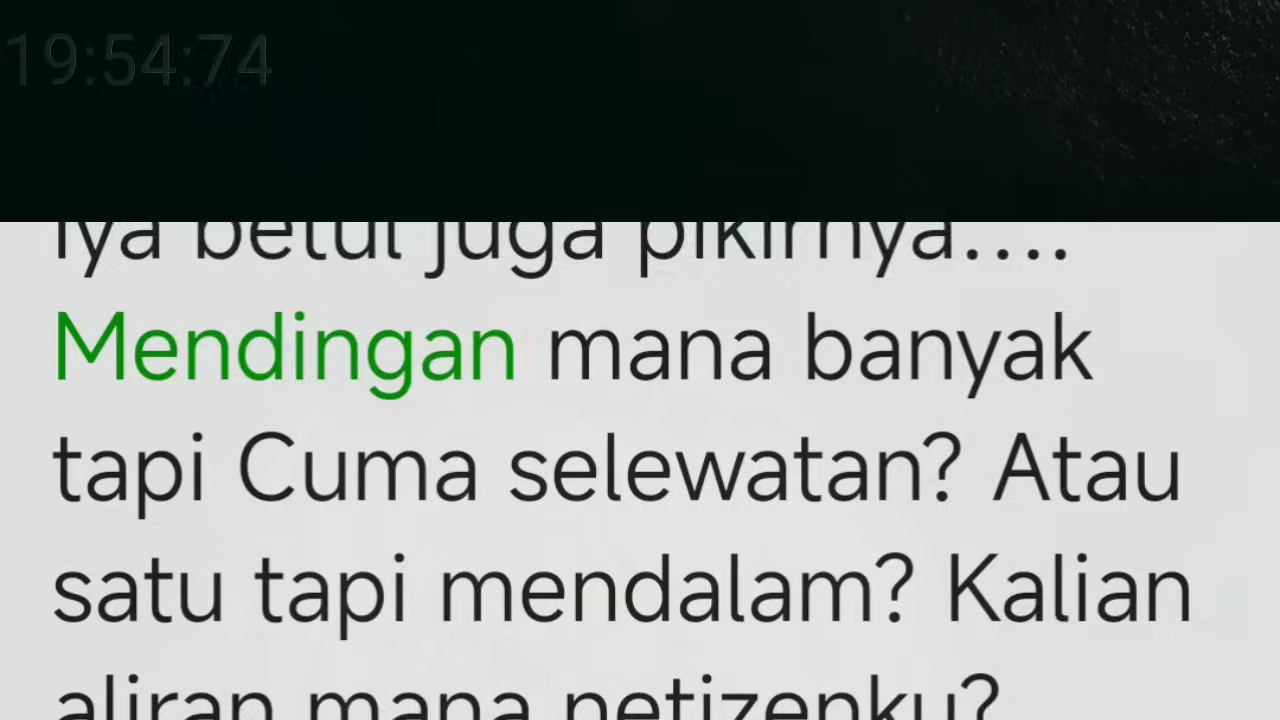 19:54:74
iya betul juga pikirnya....
Mendingan mana banyak
tapi Cuma selewatan? Atau
satu tapi mendalam? Kalian
aliran mana netizenku?